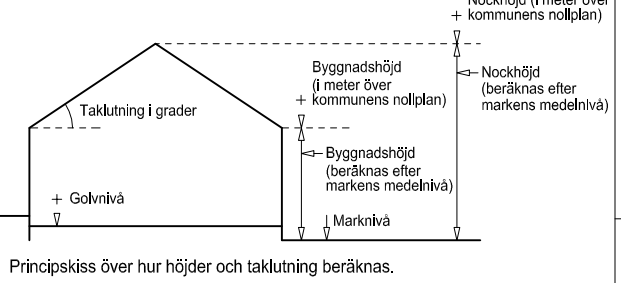 Nockhöjd (i meter över
+ kommunens nollplan)
Byggnadshöjd
(i meter över
+ kommunens nollplan)
Nockhöjd
(beräknas efter
markens medelnivå)
Taklutning i grader
Byggnadshöjd
(beräknas efter
markens medelnivå)
+ Golvnivå
Marknivå
Principskiss över hur höjder och taklutning beräknas.